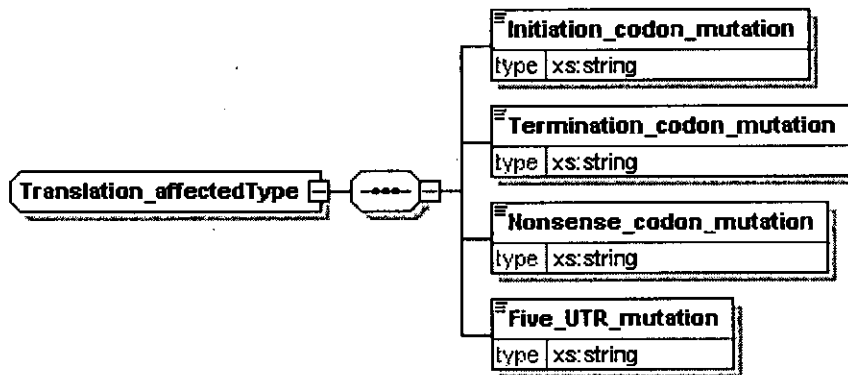 Initiation_codon_mutation
type xs:string
Termination_codon_mutation
type xs:string
Translation_affectedType
Nonsense_codon_mutation
type xs:string
Five_UTR_mutation
type xs:string